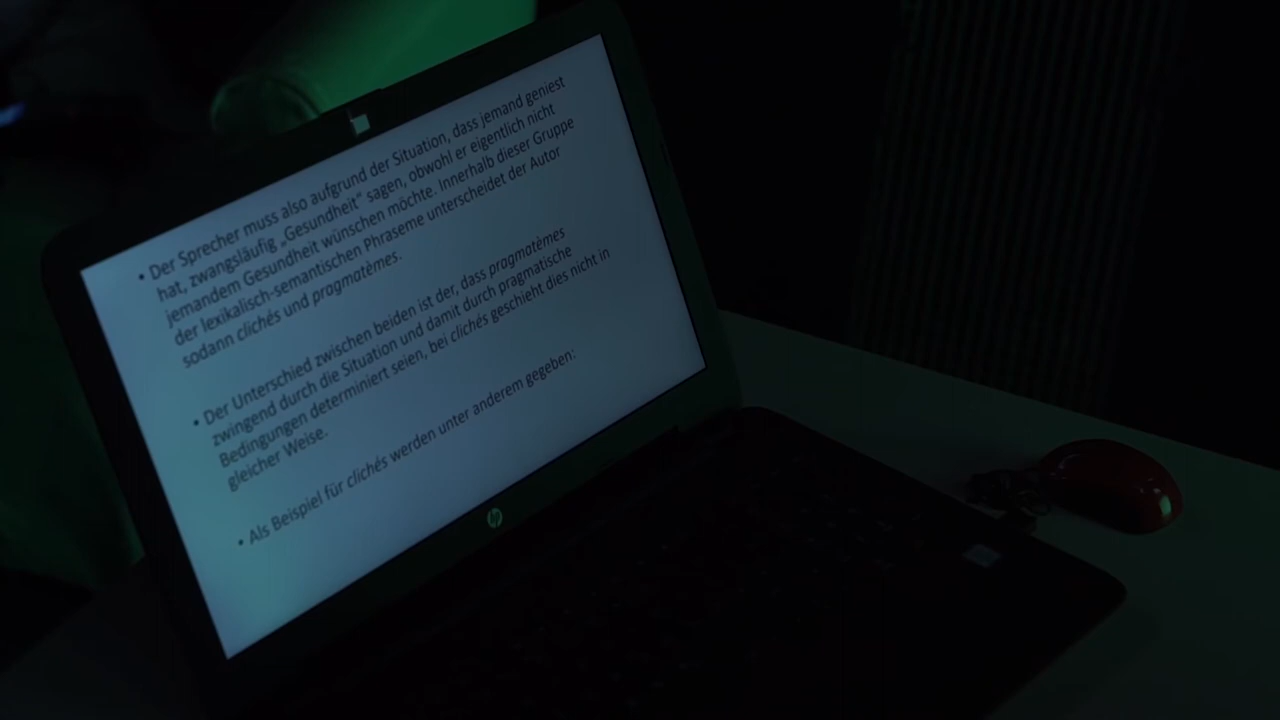 • Der Sprecher muss also aufgrund der Situation, dass jemand geniest
hat, zwangsläufig „Gesundheit“ sagen, obwohl er eigentlich nicht
jemandem Gesundheit wünschen möchte. Innerhalb dieser Gruppe
der lexikalisch-semantischen Phraseme unterscheidet der Autor
sodann clichés und pragmatèmes.
• Der Unterschied zwischen beiden ist der, dass pragmatèmes
zwingend durch die Situation und damit durch pragmatische
Bedingungen determiniert seien, bei clichés geschieht dies nicht in
gleicher Weise.
• Als Beispiel für clichés werden unter anderem gegeben:
hp